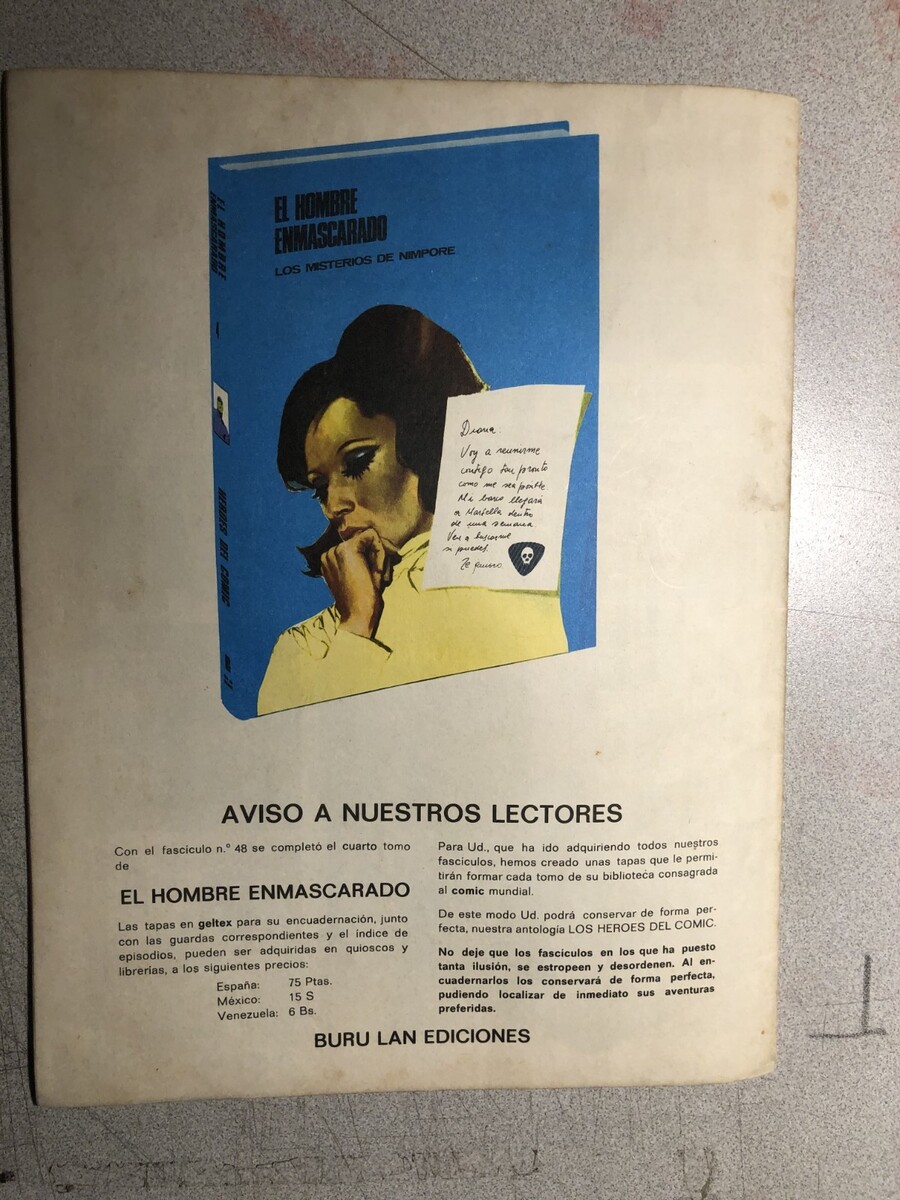 EL HOMBRE
ENMASCARADO
LOS MISTERIOS DE NIMPORE
EL HOMBRE
ENMASCARADO
4
HEROES DEL COMIC
Diana.
Voy a reunirme
contigo tan pronto
como me sea posible
Mi barco llegará
a Marsella dentro
de una semana
Ven a buscarme
si puedes.
Te quiero
AVISO A NUESTROS LECTORES
Con el fascículo n.º 48 se completó el cuarto tomo
de
EL HOMBRE ENMASCARADO
Las tapas en geltex para su encuadernación, junto
con las guardas correspondientes y el índice de
episodios, pueden ser adquiridas en quioscos y
librerías, a los siguientes precios:
España: 75 Ptas.
México: 15 S
Venezuela: 6 Bs.
Para Ud., que ha ido adquiriendo todos nuestros
fascículos, hemos creado unas tapas que le permi-
tirán formar cada tomo de su biblioteca consagrada
al comic mundial.
De este modo Ud. podrá conservar de forma per-
fecta, nuestra antología LOS HEROES DEL COMIC.
No deje que los fascículos en los que ha puesto
tanta ilusión, se estropeen y desordenen. Al en-
cuadernarlos los conservará de forma perfecta,
pudiendo localizar de inmediato sus aventuras
preferidas.
BURU LAN EDICIONES